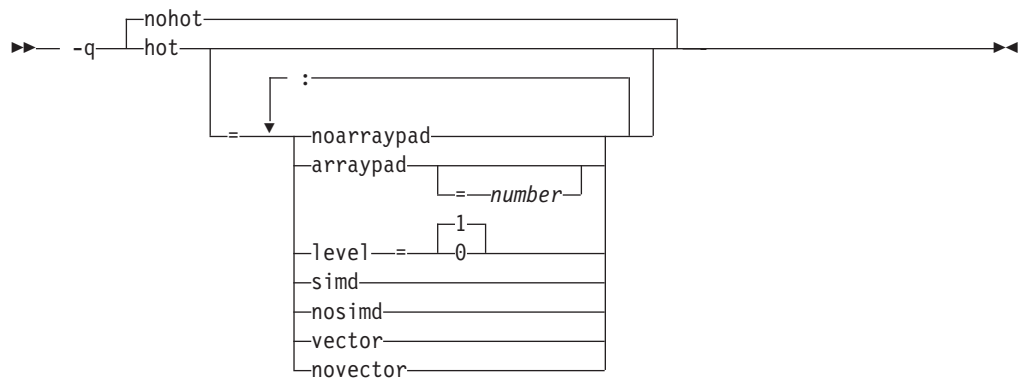 nohot
-q hot
:
= noarraypad
arraypad
= number
1
level = 0
simd
nosimd
vector
novector